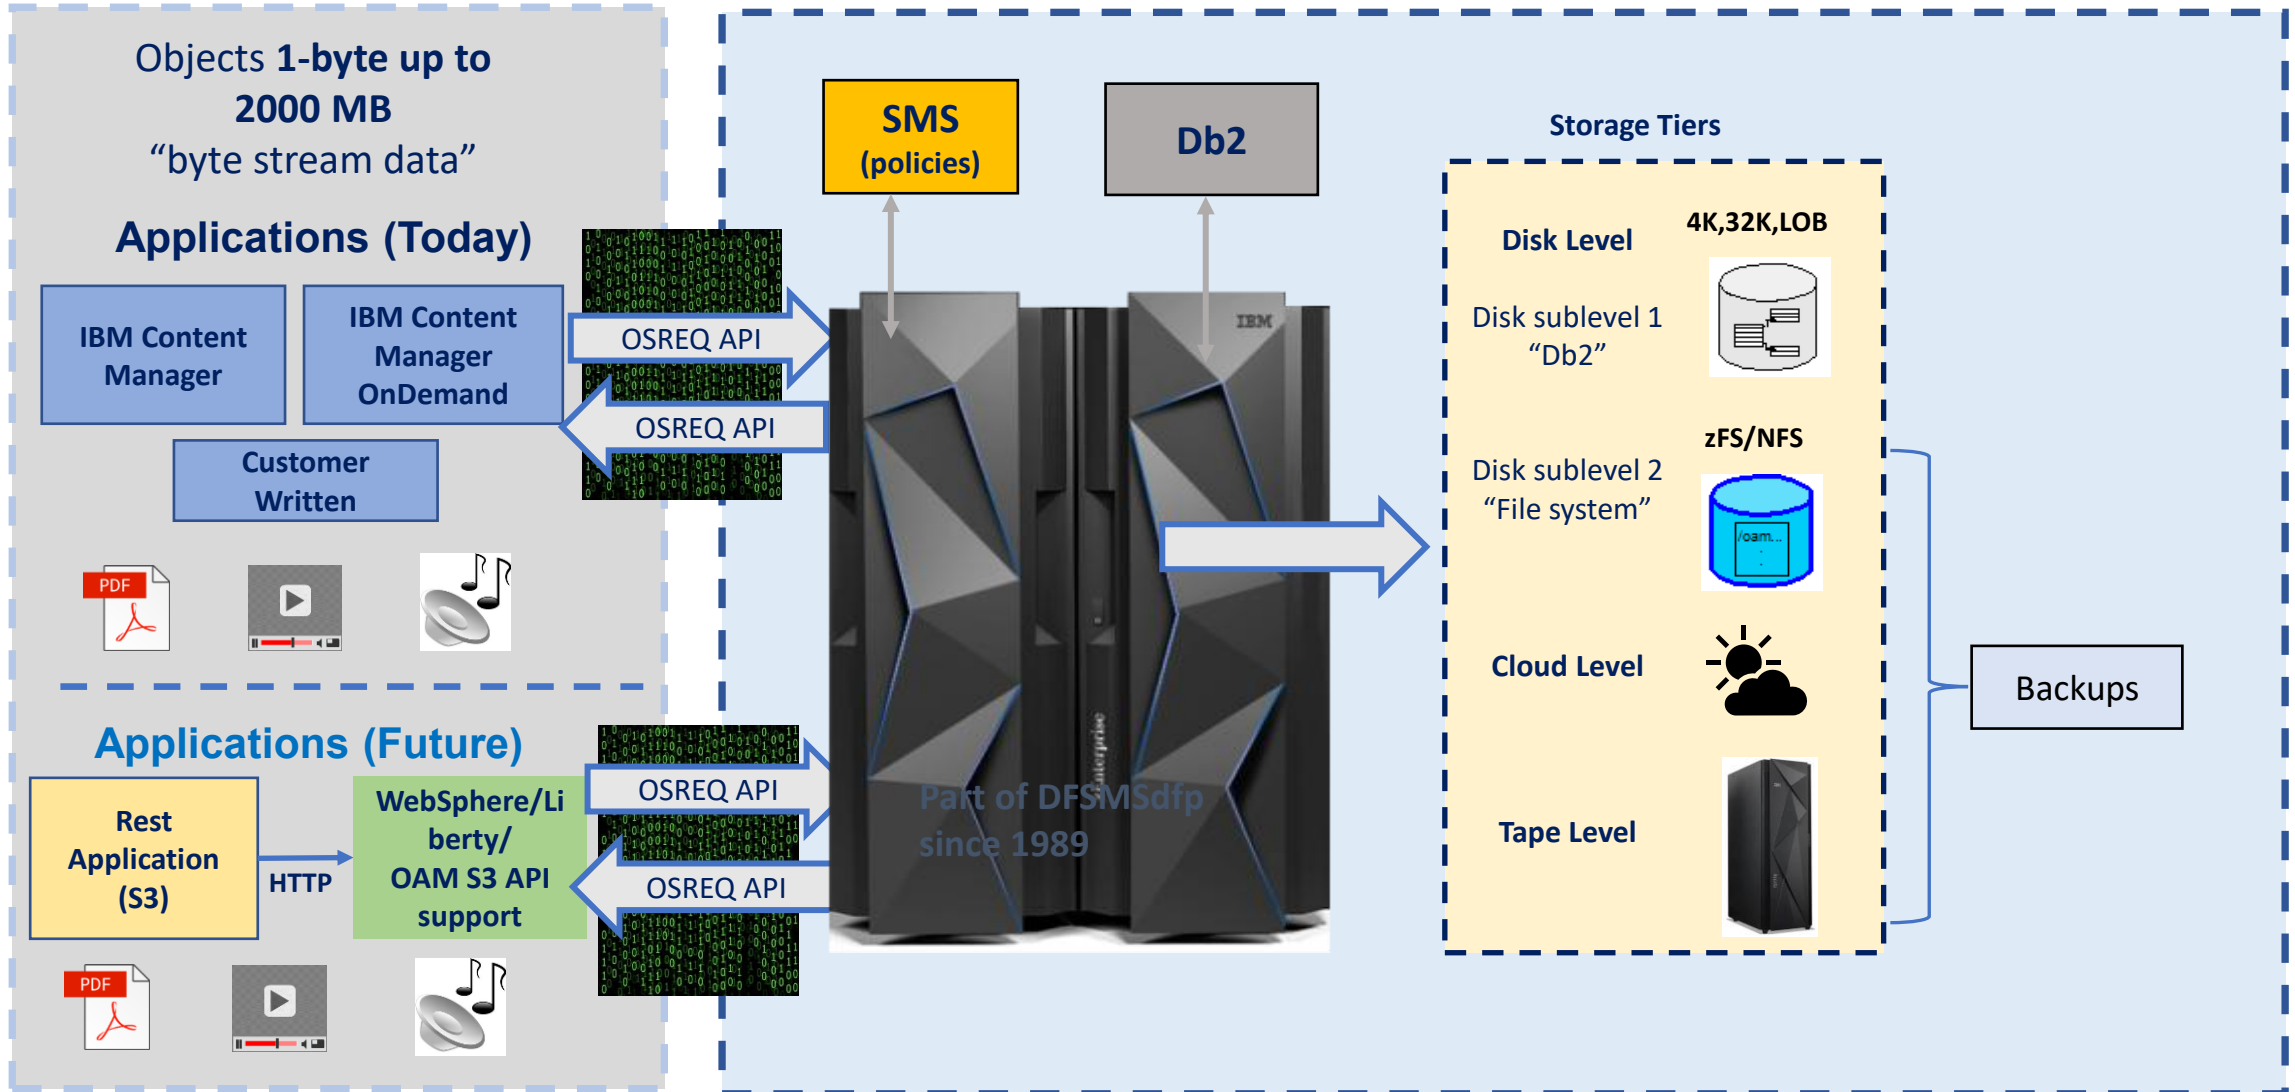 Objects 1-byte up to
2000 MB
“byte stream data”
Applications (Today)
IBM Content
Manager
IBM Content
Manager
OnDemand
Customer
Written
OSREQ API
OSREQ API
PDF
Applications (Future)
Rest
Application
(S3)
HTTP
WebSphere/Li
berty/
OAM S3 API
support
OSREQ API
OSREQ API
PDF
SMS
(policies)
Db2
IBM
Enterprise
Part of DFSMSdfp
since 1989
Storage Tiers
Disk Level
4K,32K,LOB
Disk sublevel 1
“Db2”
zFS/NFS
Disk sublevel 2
“File system”
/oam...
Cloud Level
Tape Level
Backups